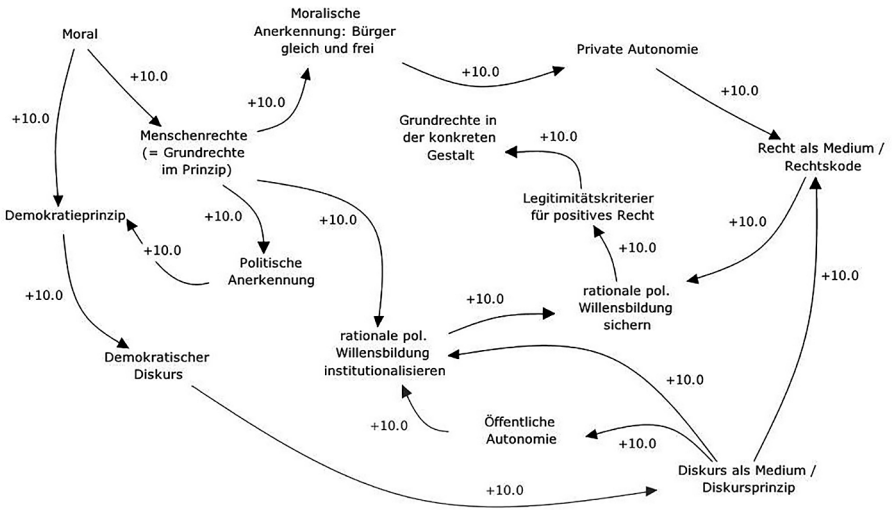 Moral
Moralische
Anerkennung: Bürger
gleich und frei
Private Autonomie
+10.0
+10.0
+10.0
+10.0
+10.0
Menschenrechte
(= Grundrechte
im Prinzip)
Grundrechte in
der konkreten
Gestalt
+10.0
Recht als Medium /
Rechtskode
Demokratieprinzip
+10.0
+10.0
Legitimitätskriterier
für positives Recht
+10.0
+10.0
+10.0
Politische
Anerkennung
+10.0
rationale pol.
Willensbildung
sichern
+10.0
+10.0
rationale pol.
Willensbildung
institutionalisieren
Demokratischer
Diskurs
+10.0
+10.0
Öffentliche
Autonomie
+10.0
Diskurs als Medium /
Diskursprinzip
+10.0